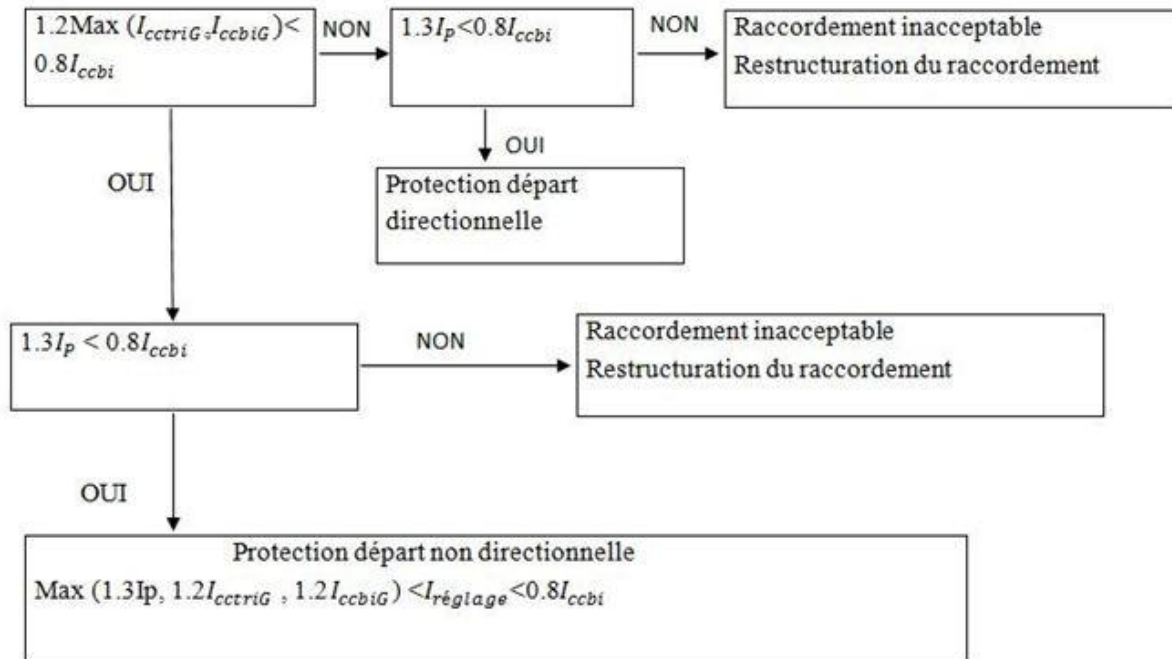 1.2Max (I_cctriG,I_ccbiG)<
0.8I_ccbi
NON
1.3I_P<0.8I_ccbi
NON
Raccordement inacceptable
Restructuration du raccordement
OUI
OUI
Protection départ
directionnelle
1.3I_P < 0.8I_ccbi
NON
Raccordement inacceptable
Restructuration du raccordement
OUI
Protection départ non directionnelle
Max (1.3Ip, 1.2I_cctriG , 1.2I_ccbiG) <I_réglage<0.8I_ccbi